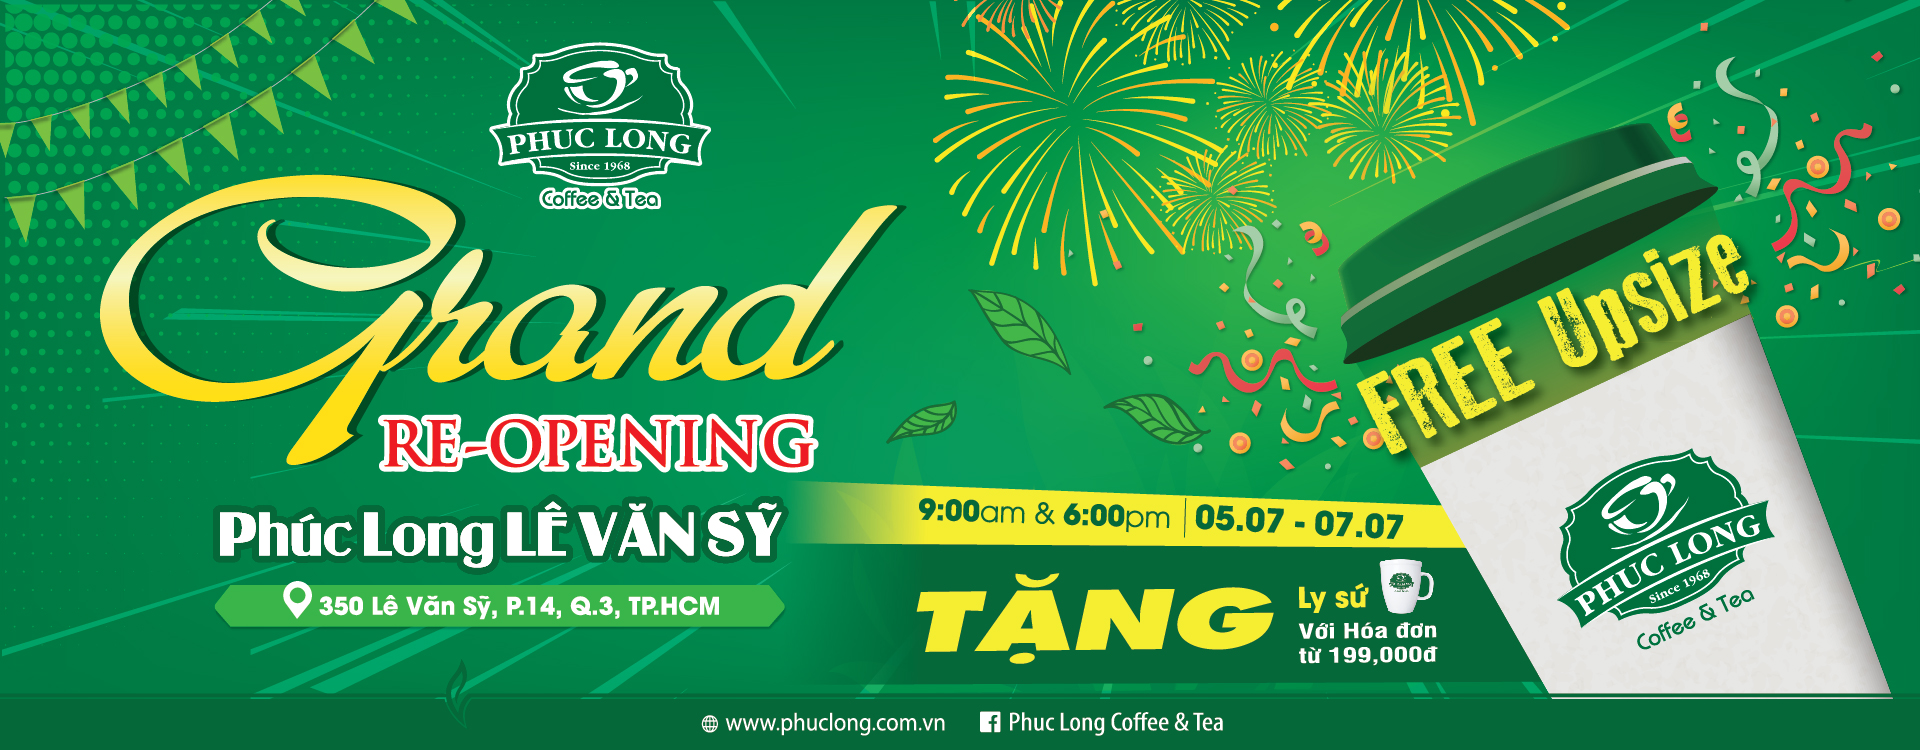 PHUC LONG
Since 1968
Coffee & Tea
Grand
RE-OPENING
Phúc Long LÊ VĂN SỸ
350 Lê Văn Sỹ, P.14, Q.3, TP.HCM
FREE Upsize
9:00am & 6:00pm | 05.07 - 07.07
TẶNG
Ly sứ
Với Hóa đơn
từ 199,000đ
PHUC LONG
Since 1968
Coffee & Tea
www.phuclong.com.vn
Phuc Long Coffee & Tea